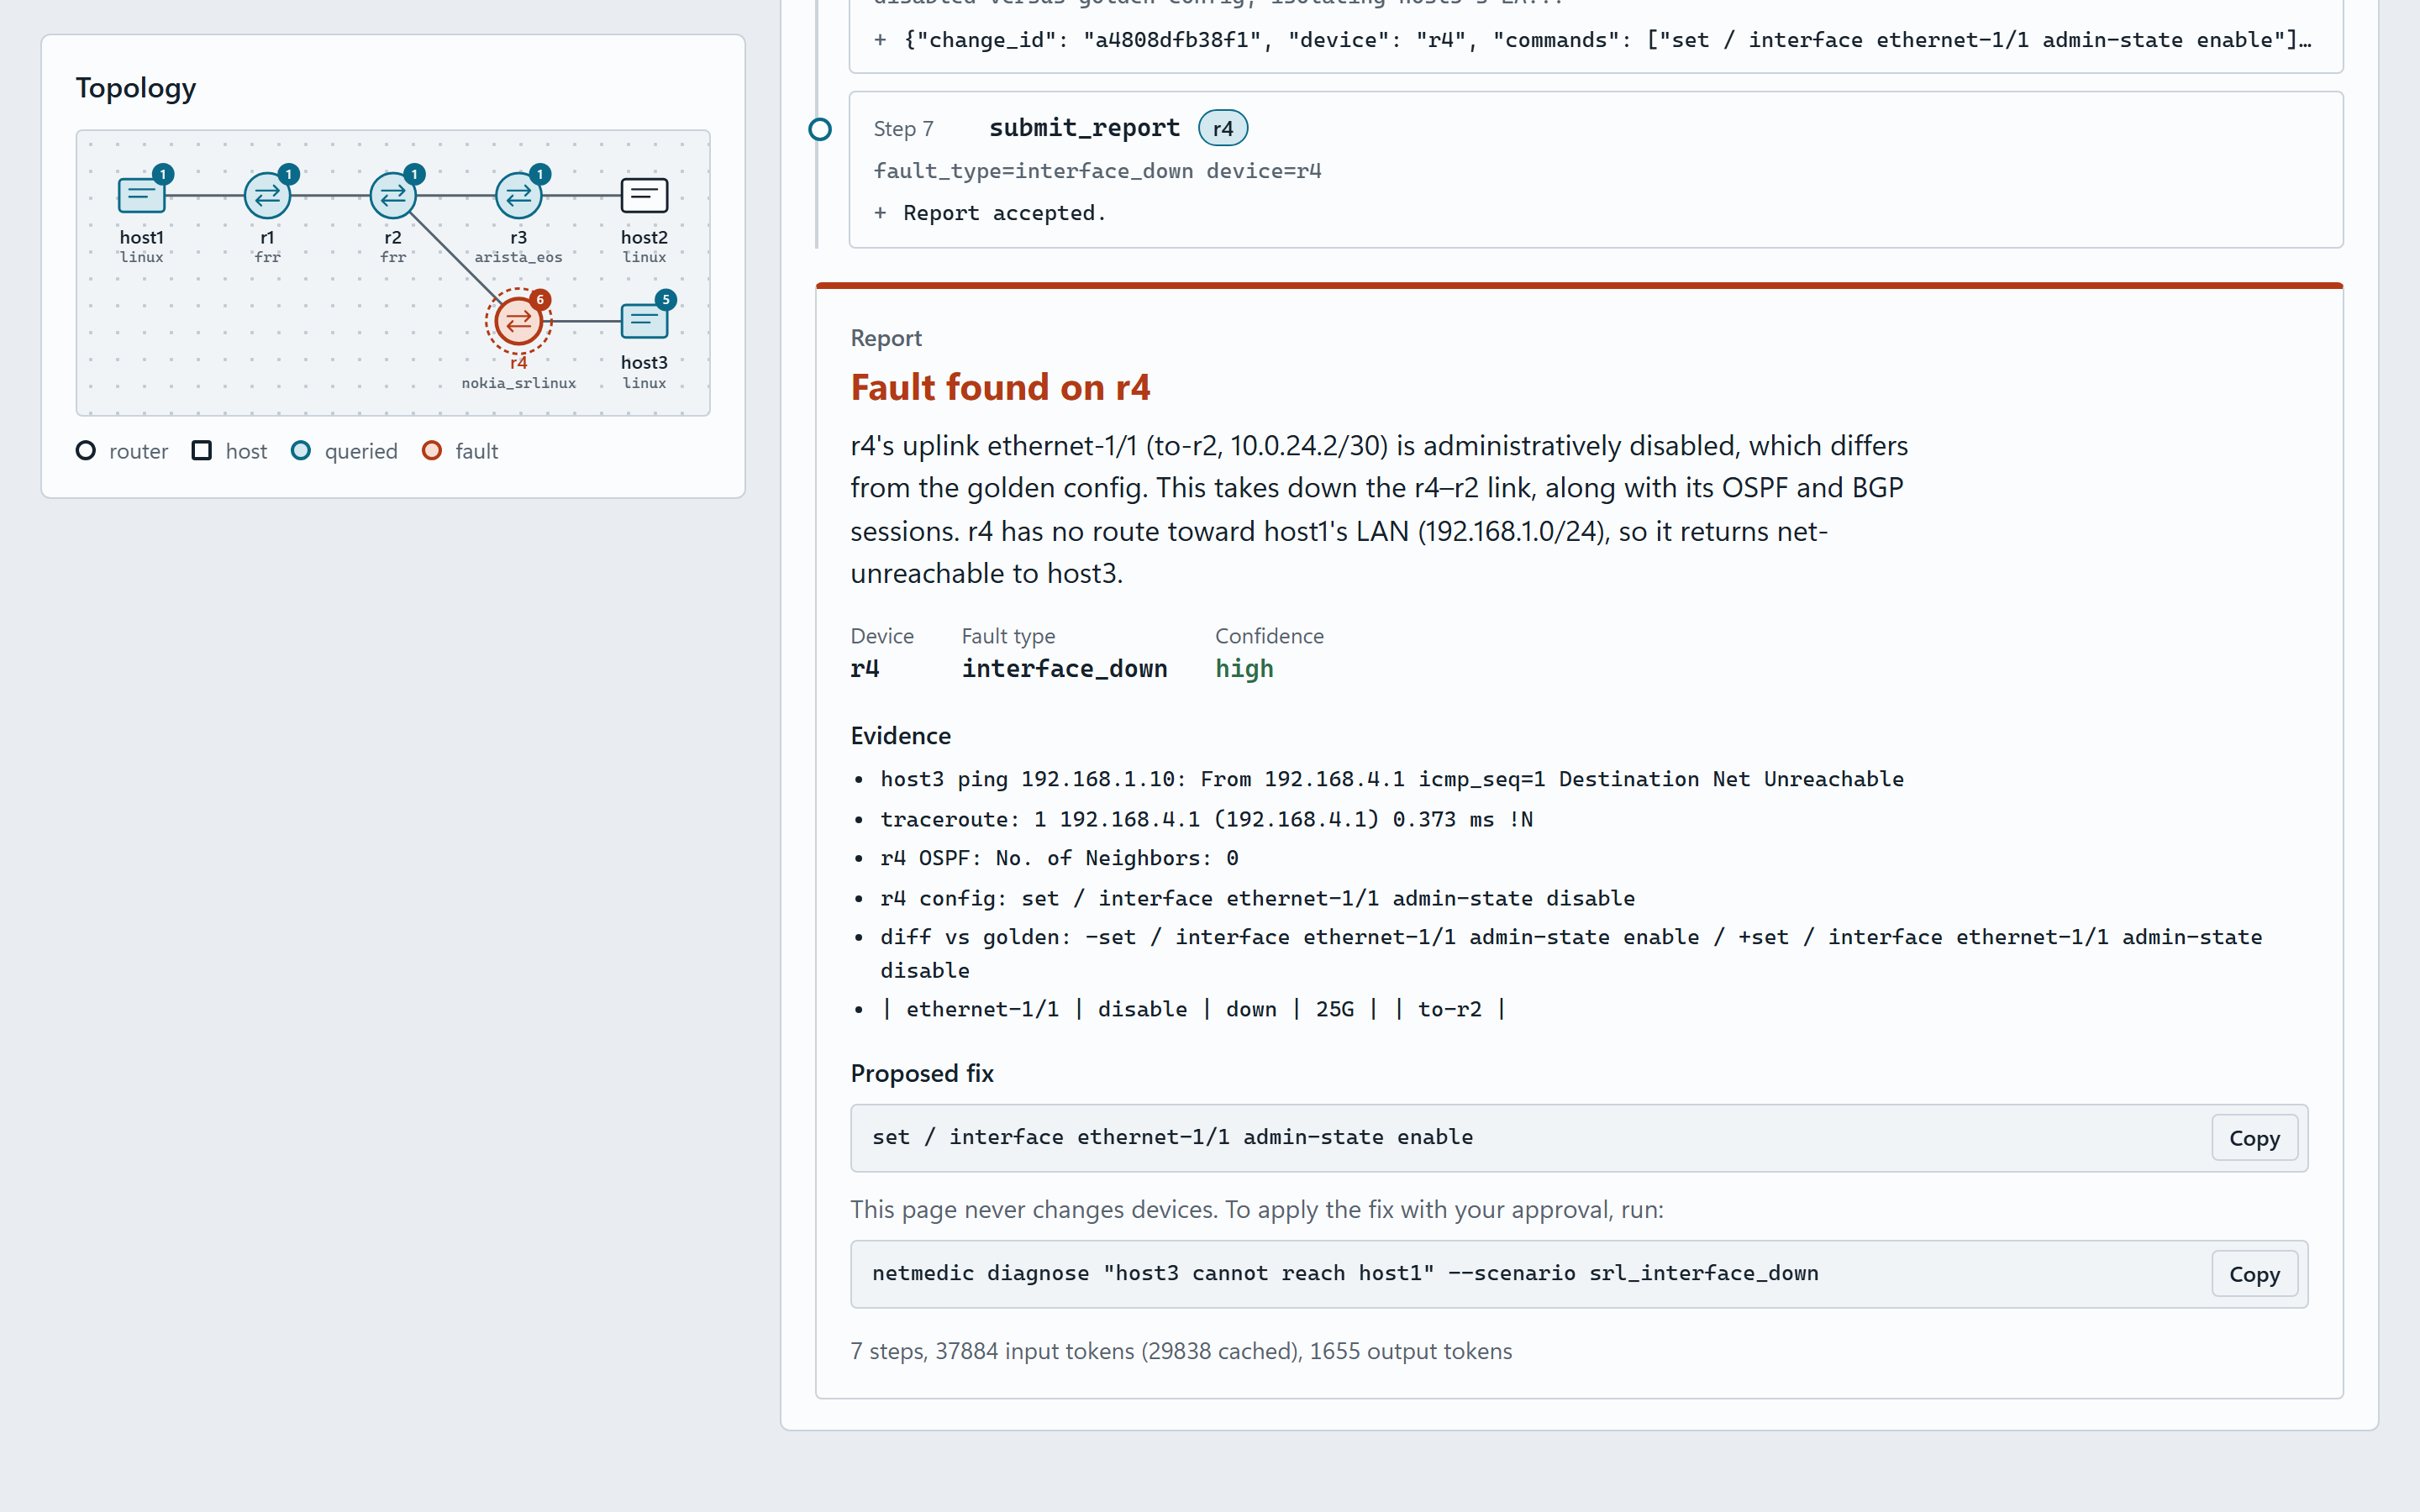 Topology
1
1
1
1
host1
r1
r2
r3
host2
linux
frr
frr
arista_eos
linux
6
5
r4
host3
nokia_srlinux
linux
router
host
queried
fault
+ {"change_id": "a4808dfb38f1", "device": "r4", "commands": ["set / interface ethernet-1/1 admin-state enable"]…
Step 7 submit_report r4
fault_type=interface_down device=r4
+ Report accepted.
Report
Fault found on r4
r4's uplink ethernet-1/1 (to-r2, 10.0.24.2/30) is administratively disabled, which differs
from the golden config. This takes down the r4–r2 link, along with its OSPF and BGP
sessions. r4 has no route toward host1's LAN (192.168.1.0/24), so it returns net-
unreachable to host3.
Device Fault type Confidence
r4 interface_down high
Evidence
• host3 ping 192.168.1.10: From 192.168.4.1 icmp_seq=1 Destination Net Unreachable
• traceroute: 1 192.168.4.1 (192.168.4.1) 0.373 ms !N
• r4 OSPF: No. of Neighbors: 0
• r4 config: set / interface ethernet-1/1 admin-state disable
• diff vs golden: -set / interface ethernet-1/1 admin-state enable / +set / interface ethernet-1/1 admin-state
disable
• | ethernet-1/1 | disable | down | 25G | | to-r2 |
Proposed fix
set / interface ethernet-1/1 admin-state enable
Copy
This page never changes devices. To apply the fix with your approval, run:
netmedic diagnose "host3 cannot reach host1" --scenario srl_interface_down
Copy
7 steps, 37884 input tokens (29838 cached), 1655 output tokens